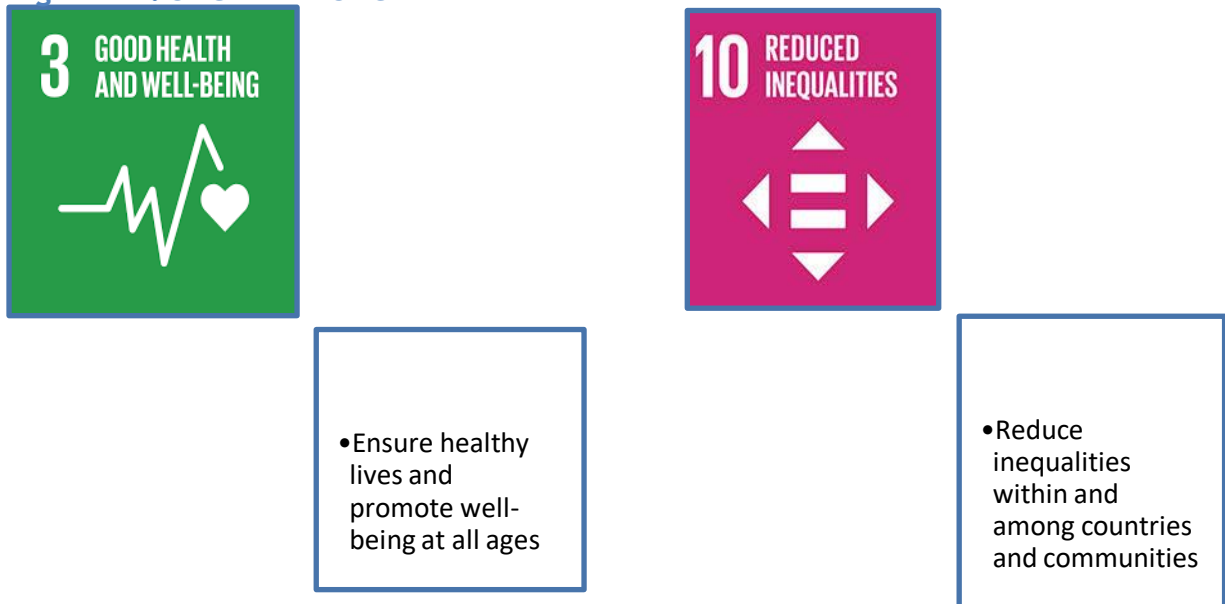 3 GOOD HEALTH
AND WELL-BEING
10 REDUCED
INEQUALITIES
•Ensure healthy
lives and
promote well-
being at all ages
•Reduce
inequalities
within and
among countries
and communities